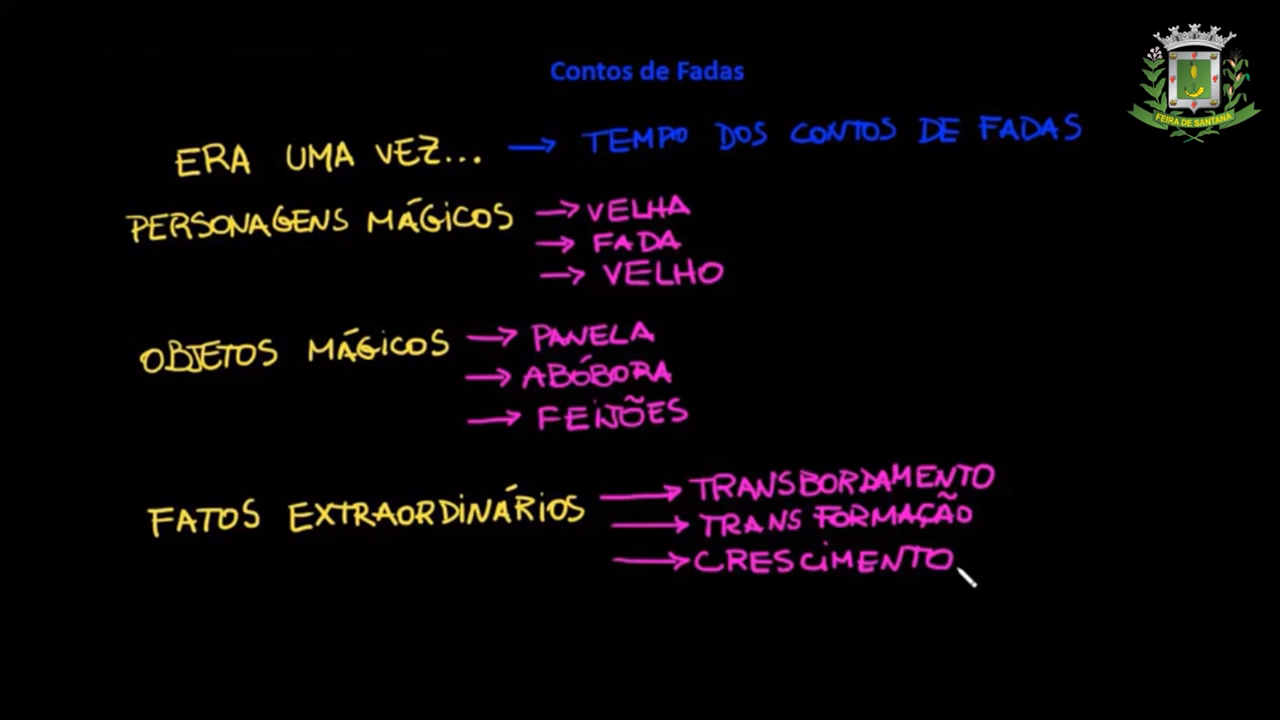 Contos de Fadas
FEIRA DE SANTANA
ERA UMA VEZ... → TEMPO DOS CONTOS DE FADAS
PERSONAGENS MÁGICOS → VELHA
→ FADA
→ VELHO
OBJETOS MÁGICOS → PANELA
→ ABÓBORA
→ FEIJÕES
FATOS EXTRAORDINÁRIOS → TRANSBORDAMENTO
→ TRANSFORMAÇÃO
→ CRESCIMENTO